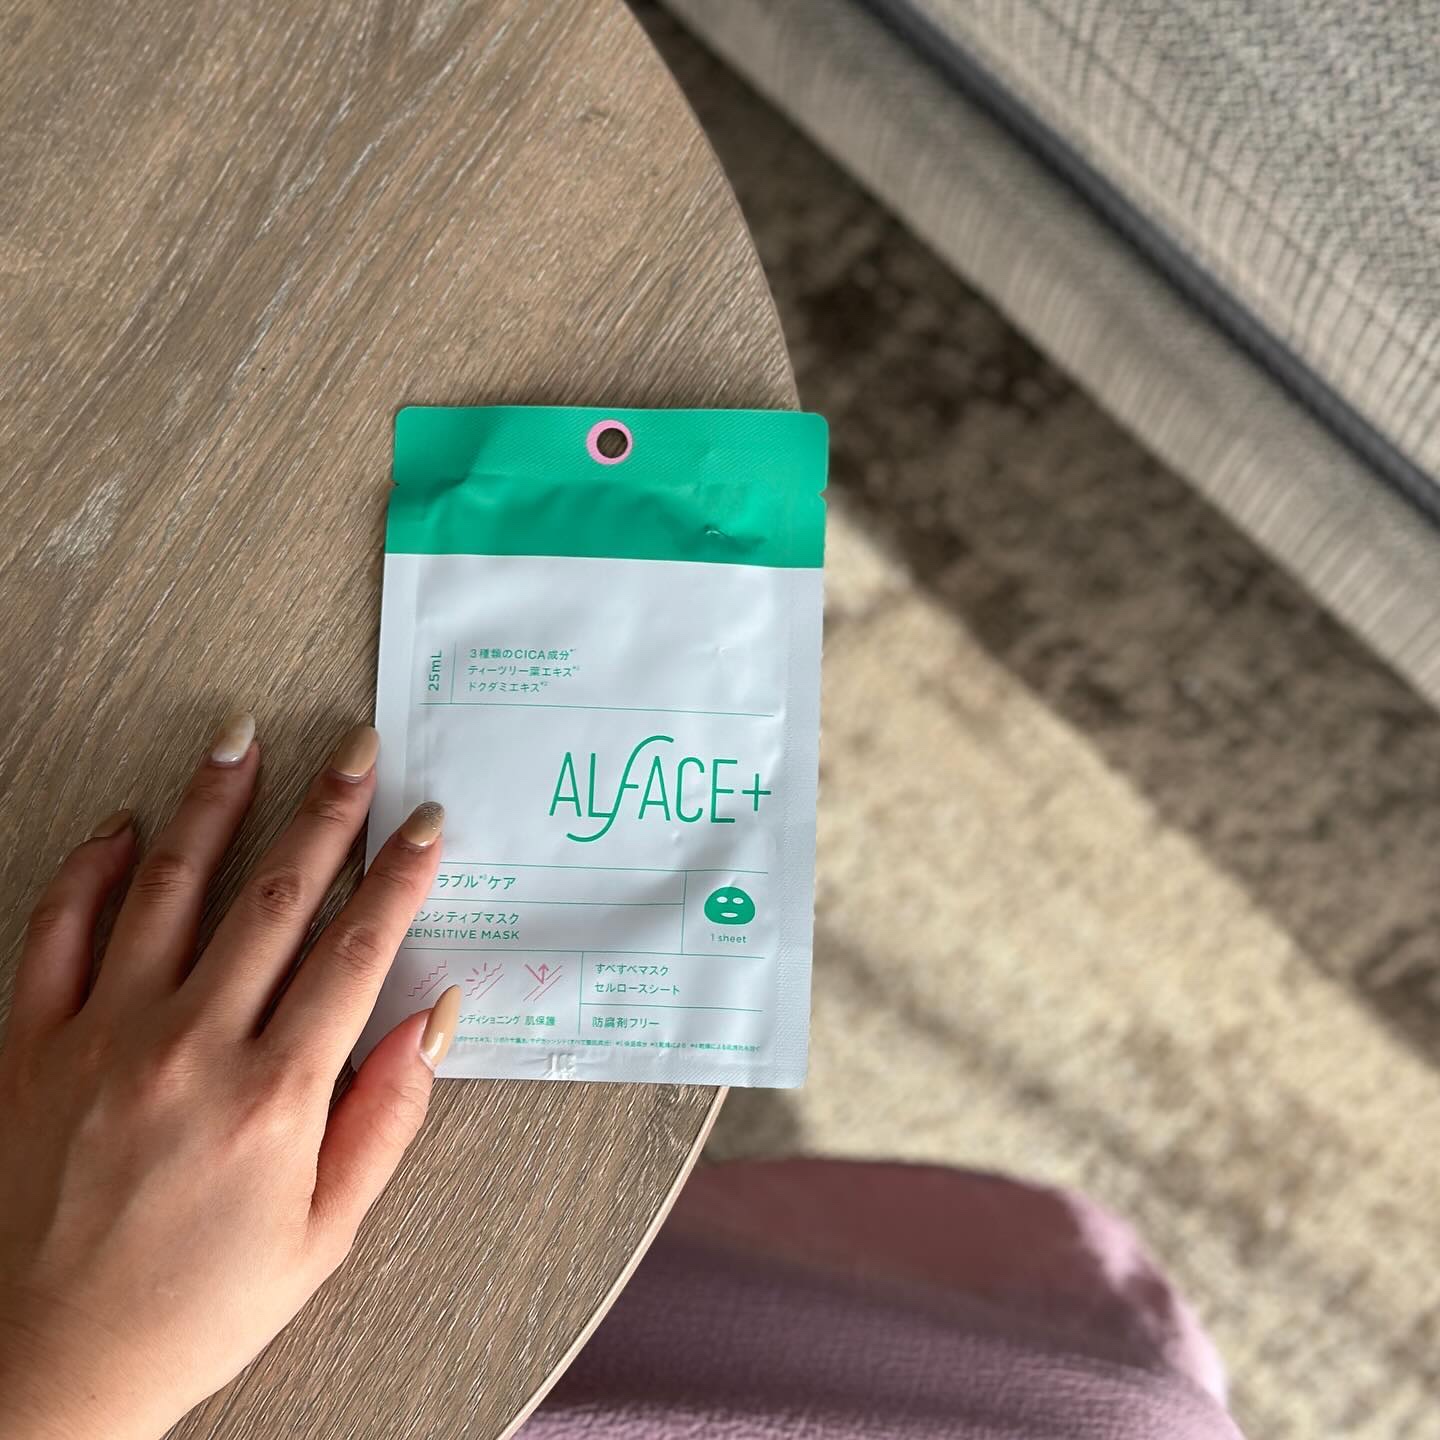 25mL
3種類のCICA成分*¹
ティーツリー葉エキス*²
ドクダミエキス*²
ALFACE+
ラブル*³ケア
ンシティブマスク
SENSITIVE MASK
1 sheet
すべすべマスク
セルロースシート
ンディショニング 肌保護
防腐剤フリー